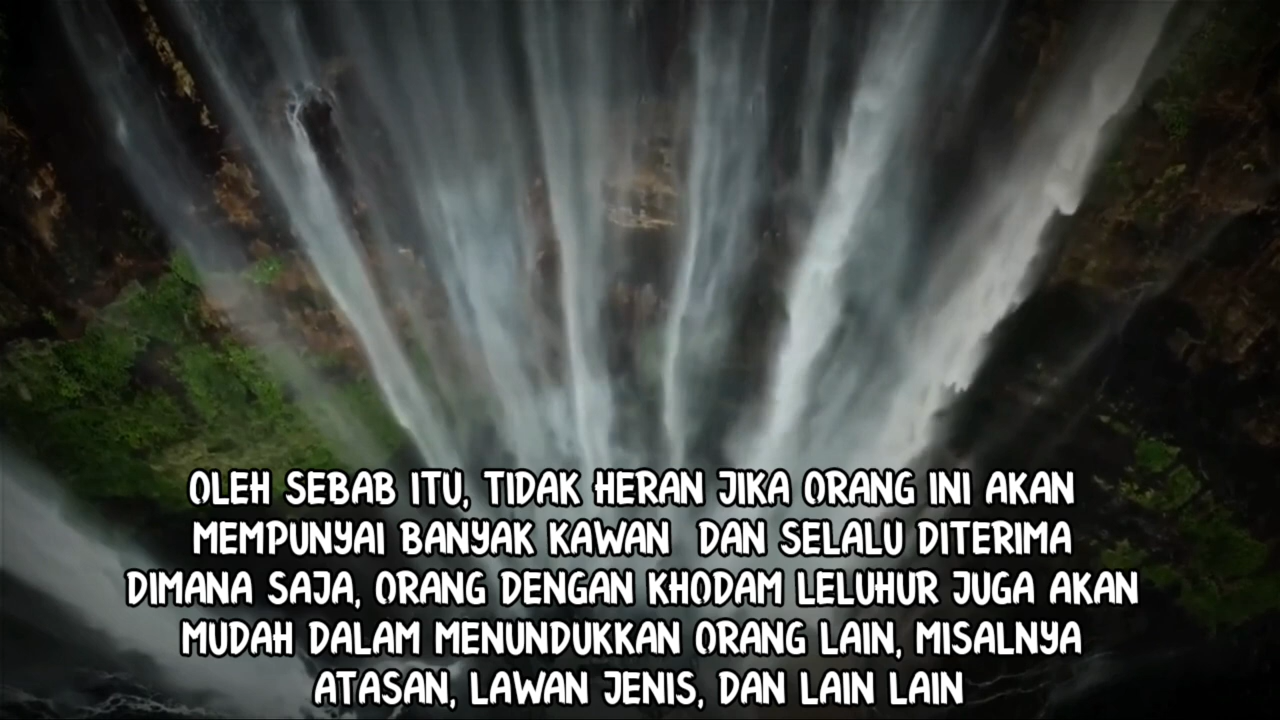 OLEH SEBAB ITU, TIDAK HERAN JIKA ORANG INI AKAN
MEMPUNYAI BANYAK KAWAN  DAN SELALU DITERIMA
DIMANA SAJA, ORANG DENGAN KHODAM LELUHUR JUGA AKAN
MUDAH DALAM MENUNDUKKAN ORANG LAIN, MISALNYA
ATASAN, LAWAN JENIS, DAN LAIN LAIN